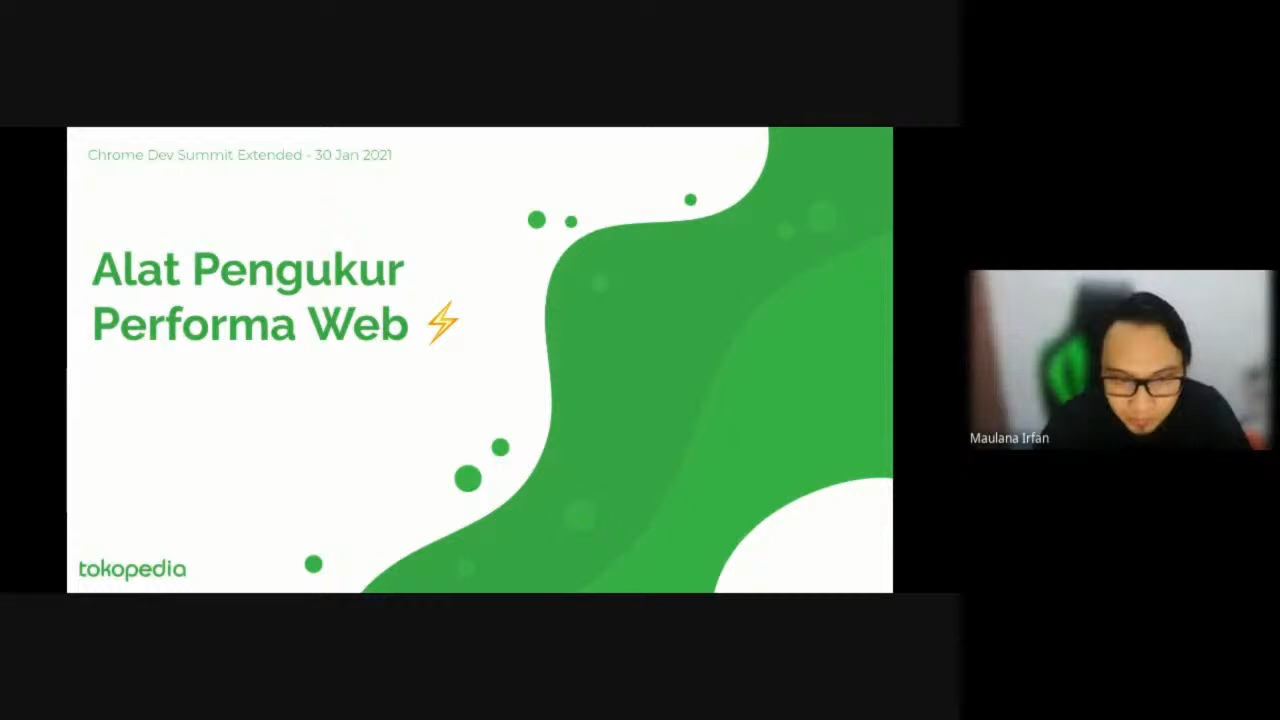 Chrome Dev Summit Extended - 30 Jan 2021
Alat Pengukur
Performa Web ⚡
tokopedia
Maulana Irfan